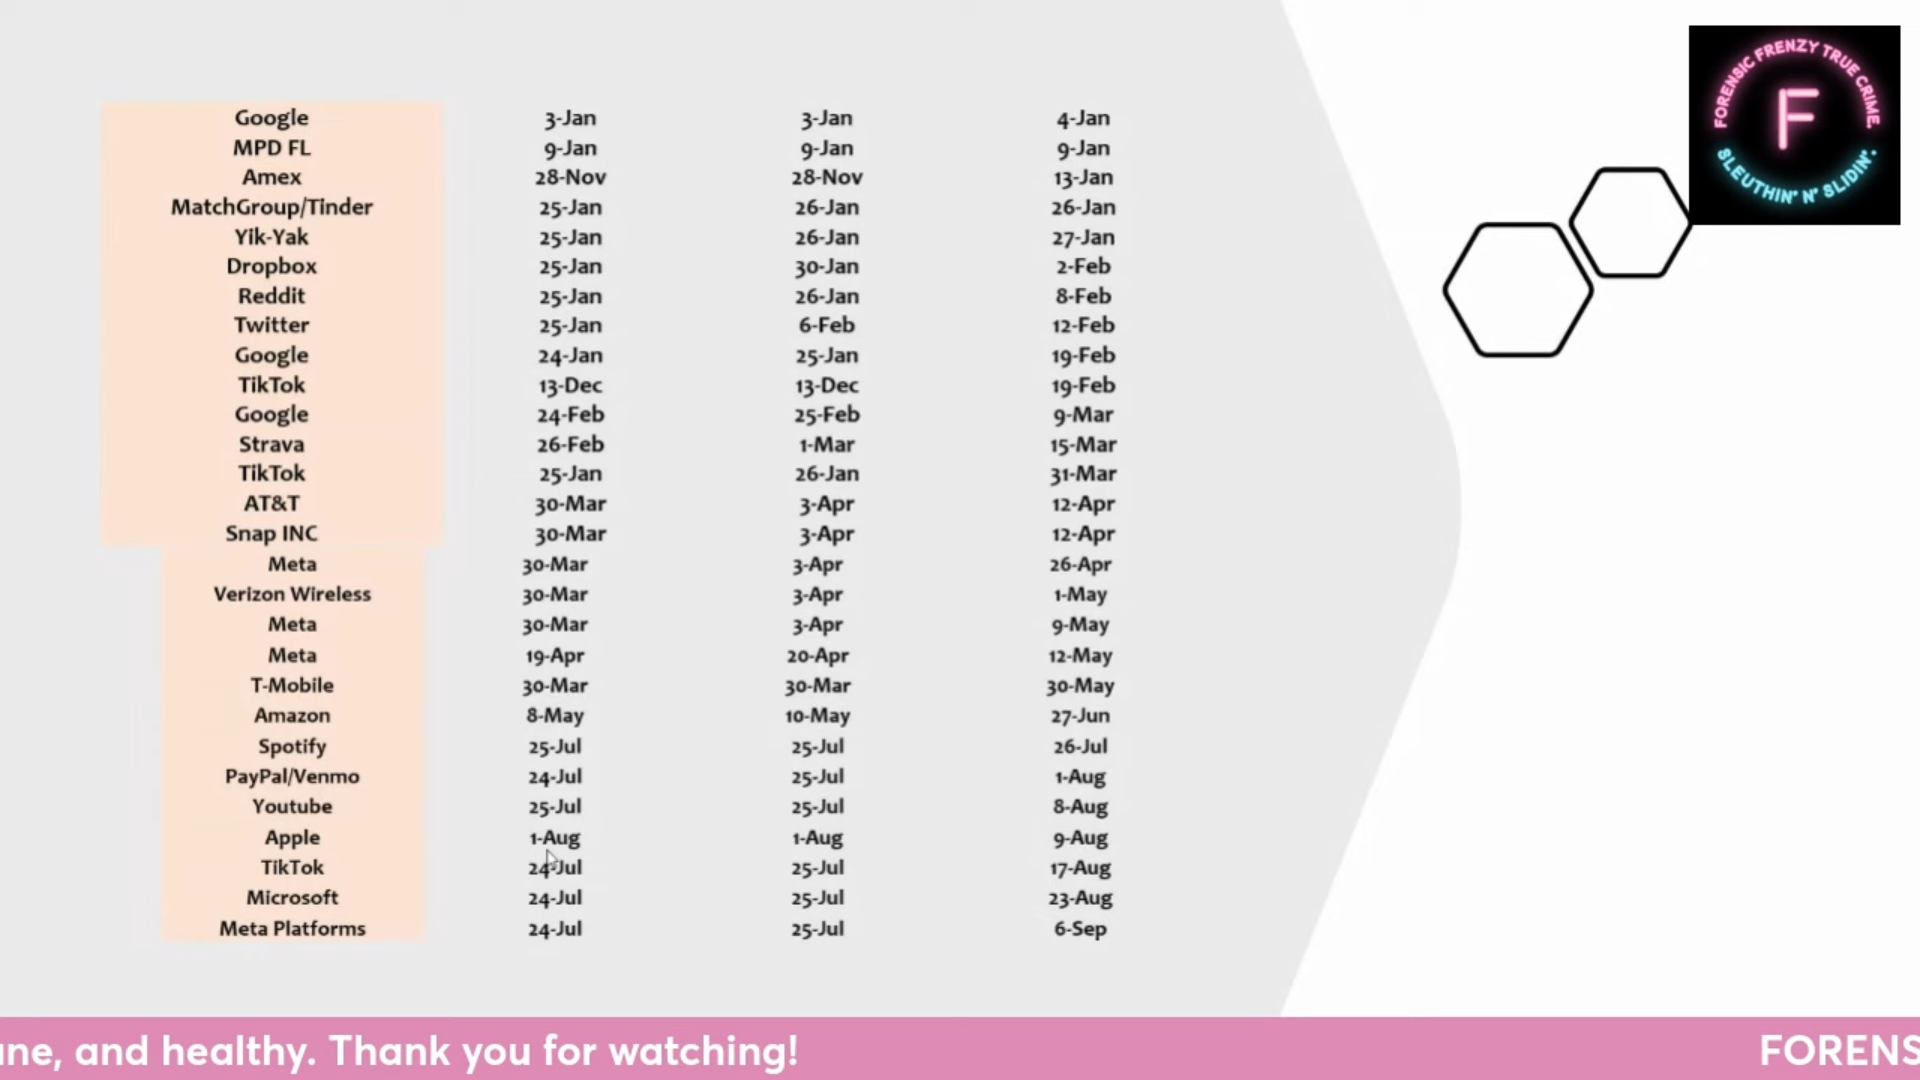 FORENSIC FRENZY TRUE CRIME.
F
SLEUTHIN' N' SLIDIN'.
Google 3-Jan 3-Jan 4-Jan
MPD FL 9-Jan 9-Jan 9-Jan
Amex 28-Nov 28-Nov 13-Jan
MatchGroup/Tinder 25-Jan 26-Jan 26-Jan
Yik-Yak 25-Jan 26-Jan 27-Jan
Dropbox 25-Jan 30-Jan 2-Feb
Reddit 25-Jan 26-Jan 8-Feb
Twitter 25-Jan 6-Feb 12-Feb
Google 24-Jan 25-Jan 19-Feb
TikTok 13-Dec 13-Dec 19-Feb
Google 24-Feb 25-Feb 9-Mar
Strava 26-Feb 1-Mar 15-Mar
TikTok 25-Jan 26-Jan 31-Mar
AT&T 30-Mar 3-Apr 12-Apr
Snap INC 30-Mar 3-Apr 12-Apr
Meta 30-Mar 3-Apr 26-Apr
Verizon Wireless 30-Mar 3-Apr 1-May
Meta 30-Mar 3-Apr 9-May
Meta 19-Apr 20-Apr 12-May
T-Mobile 30-Mar 30-Mar 30-May
Amazon 8-May 10-May 27-Jun
Spotify 25-Jul 25-Jul 26-Jul
PayPal/Venmo 24-Jul 25-Jul 1-Aug
Youtube 25-Jul 25-Jul 8-Aug
Apple 1-Aug 1-Aug 9-Aug
TikTok 24-Jul 25-Jul 17-Aug
Microsoft 24-Jul 25-Jul 23-Aug
Meta Platforms 24-Jul 25-Jul 6-Sep
ane, and healthy. Thank you for watching! FORENS